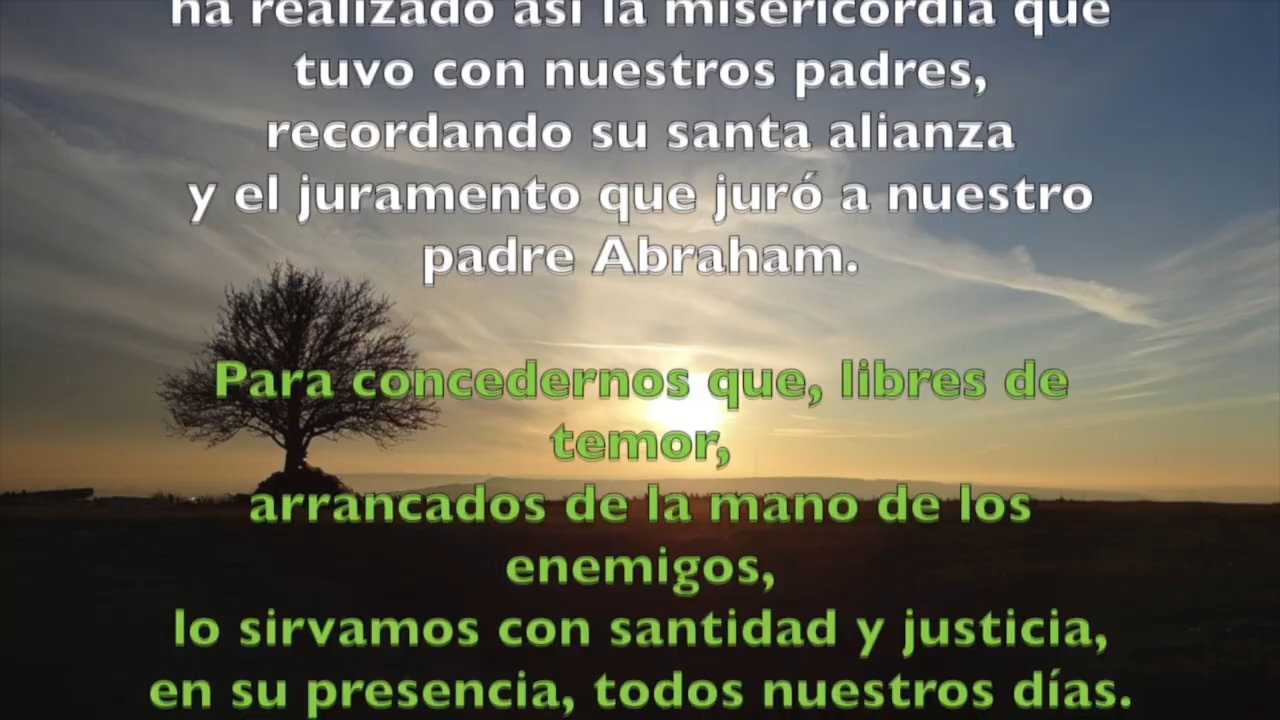 ha realizado así la misericordia que
tuvo con nuestros padres,
recordando su santa alianza
y el juramento que juró a nuestro
padre Abraham.
Para concedernos que, libres de
temor,
arrancados de la mano de los
enemigos,
lo sirvamos con santidad y justicia,
en su presencia, todos nuestros días.